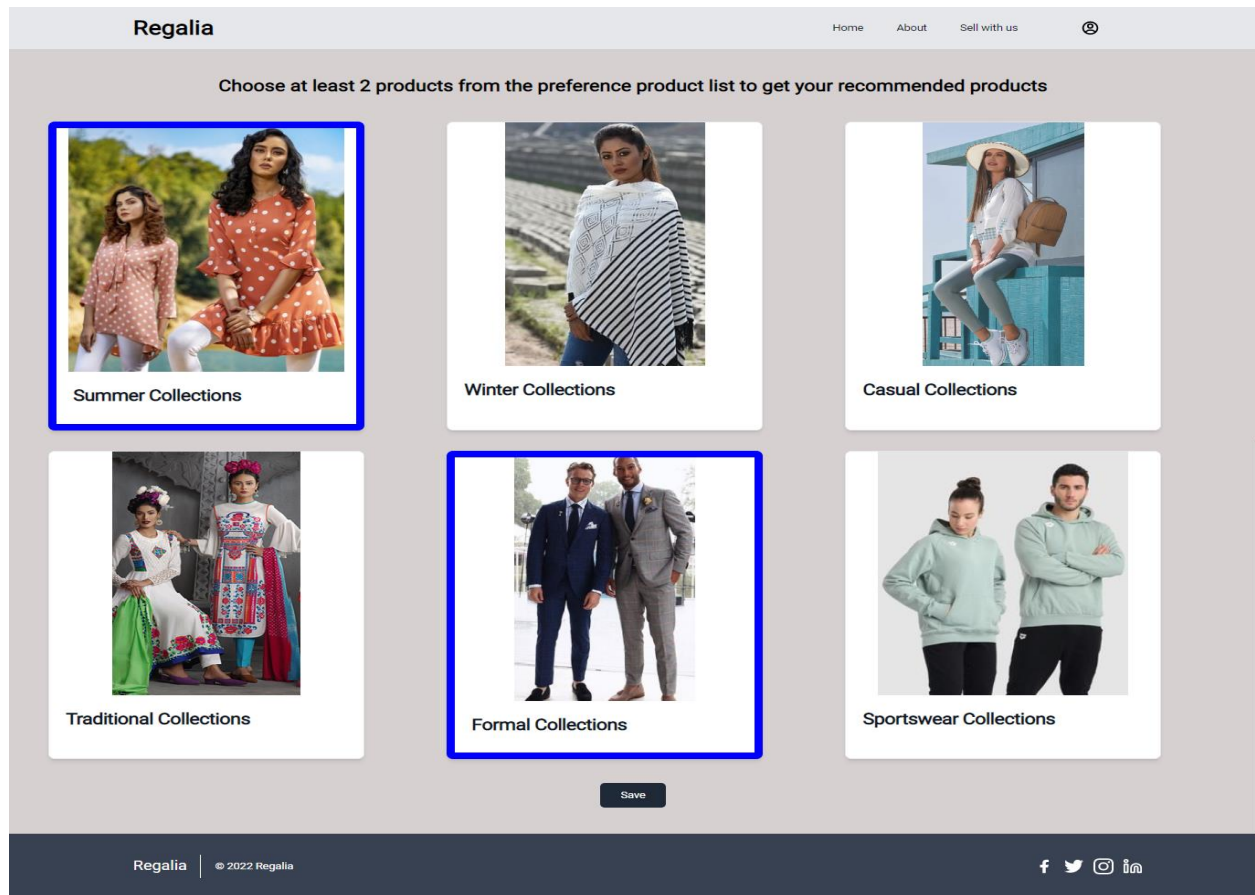 Regalia
Home About Sell with us
Choose at least 2 products from the preference product list to get your recommended products
Summer Collections
Winter Collections
Casual Collections
Traditional Collections
Formal Collections
Sportswear Collections
Save
Regalia © 2022 Regalia